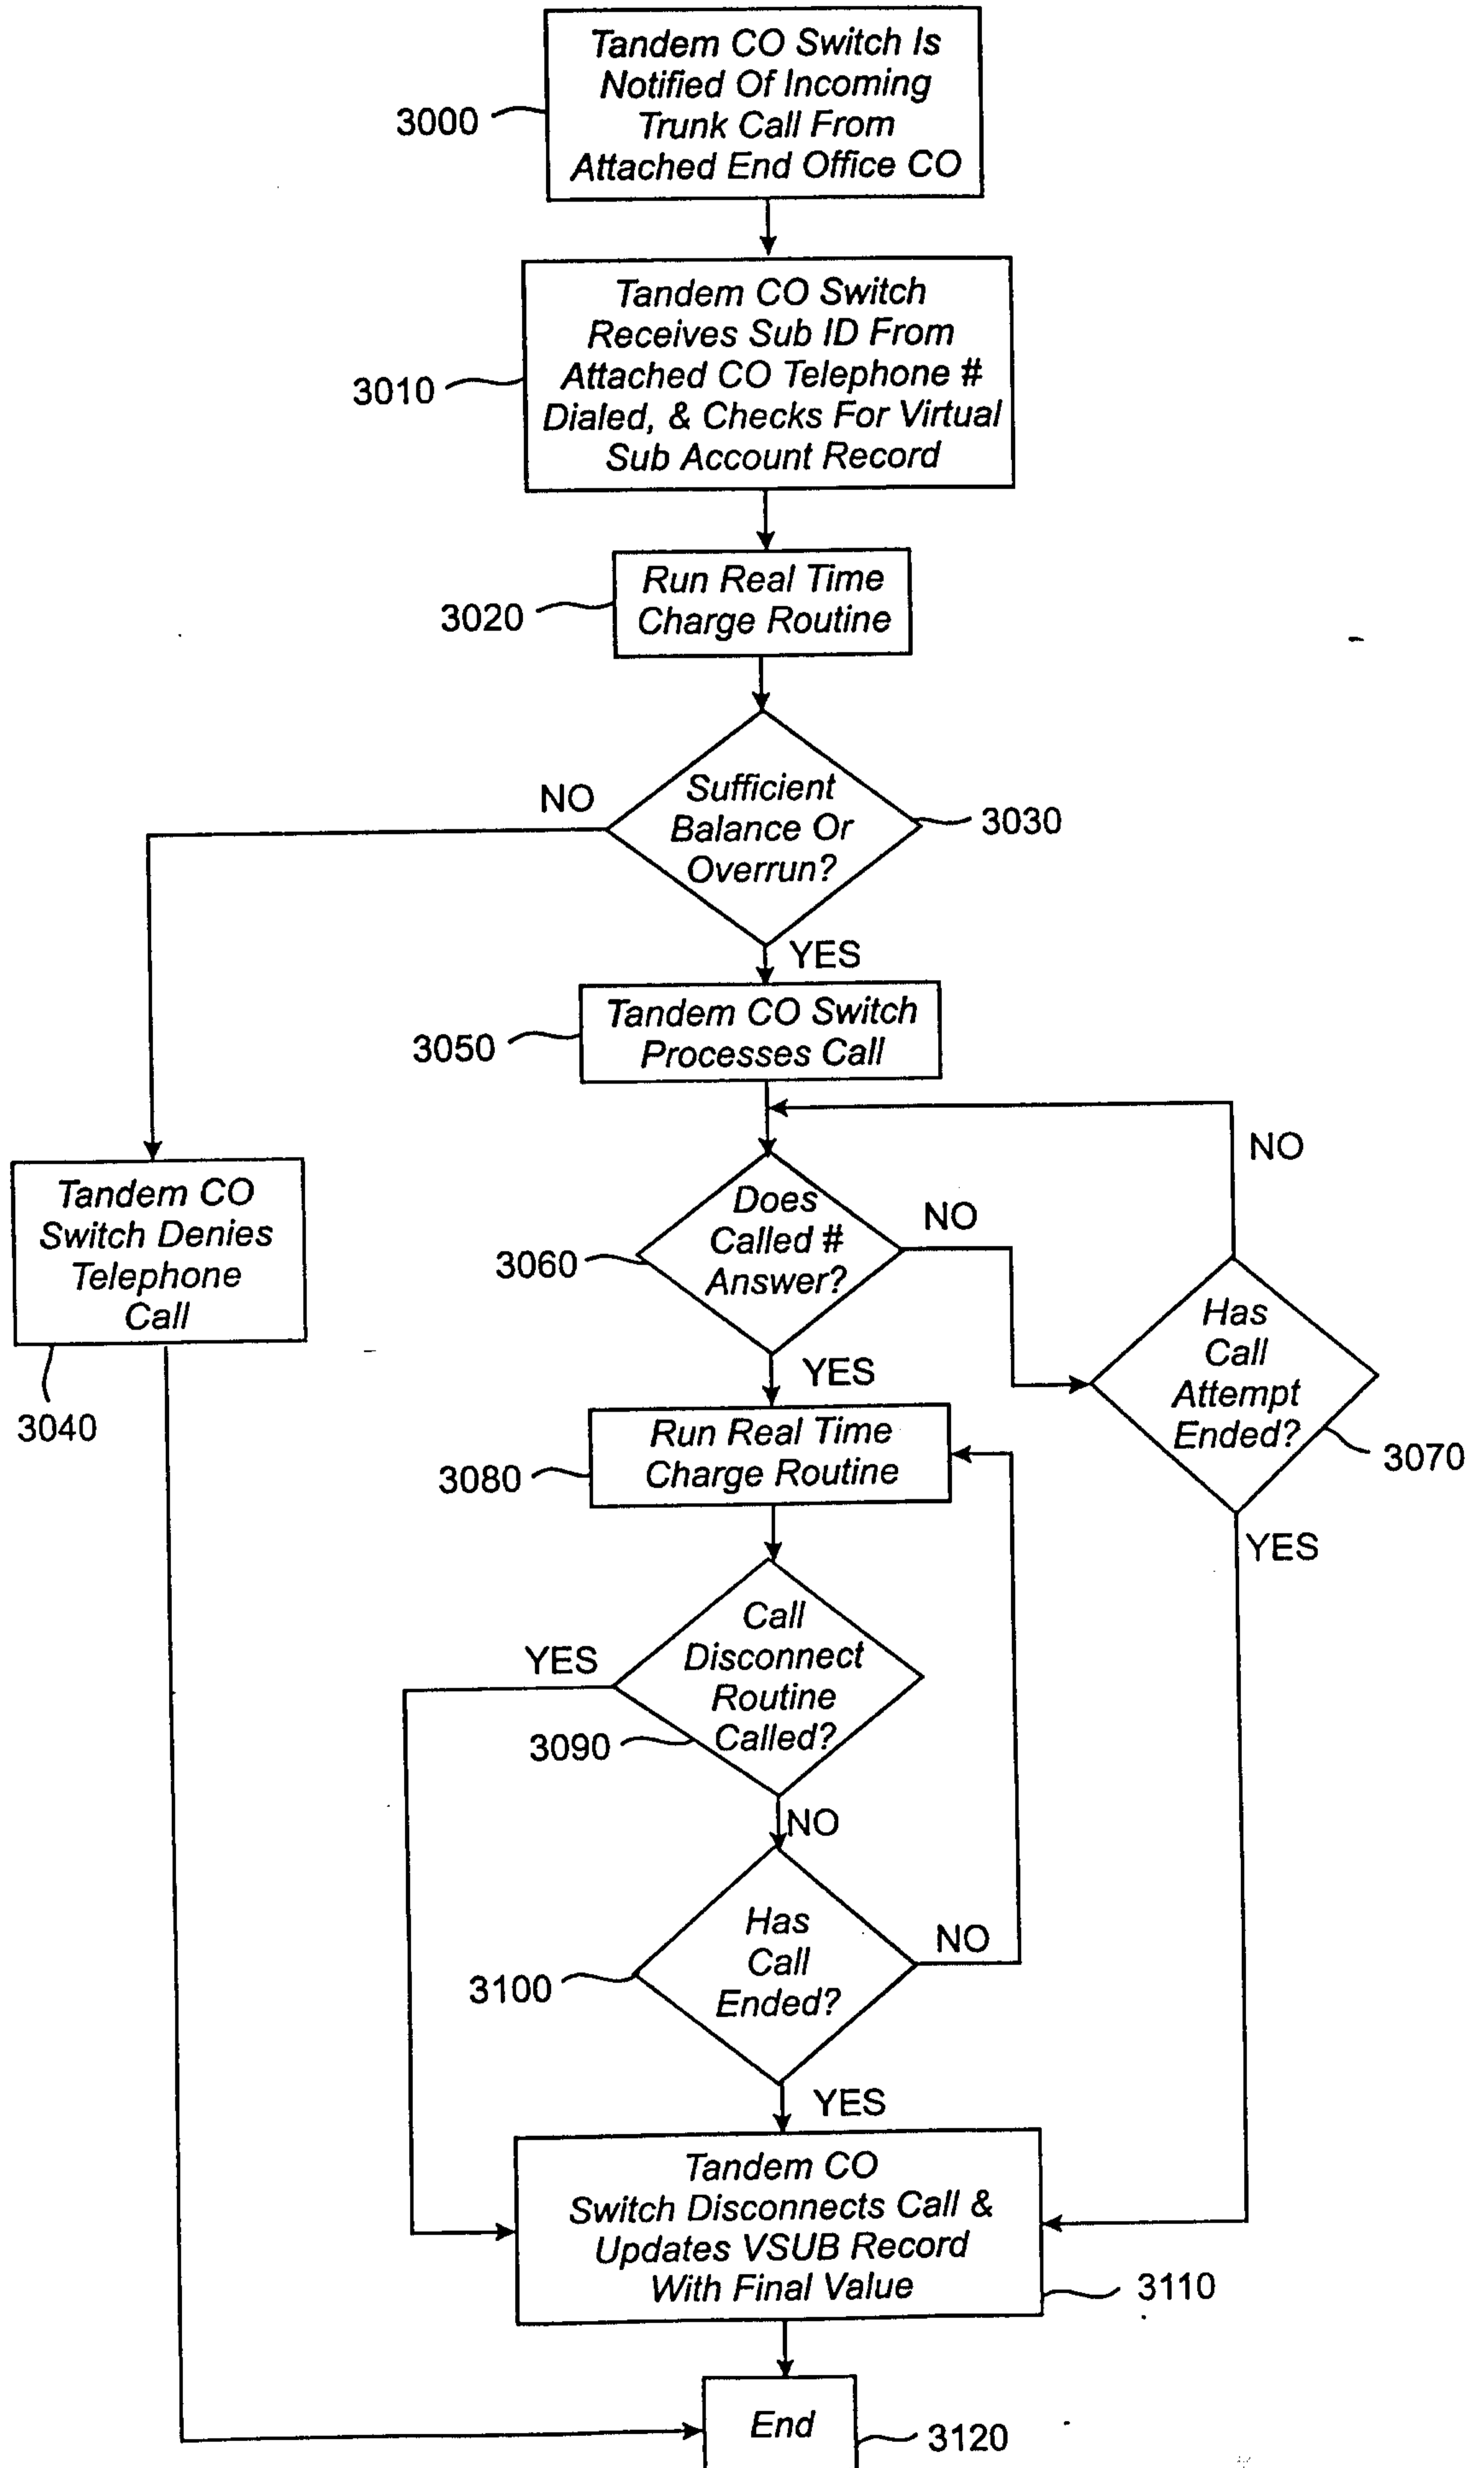 Tandem CO Switch Is
Notified Of Incoming
Trunk Call From
Attached End Office CO
3000
Tandem CO Switch
Receives Sub ID From
Attached CO Telephone #
Dialed, & Checks For Virtual
Sub Account Record
3010
Run Real Time
Charge Routine
3020
Sufficient
Balance Or
Overrun?
3030
NO
YES
Tandem CO Switch
Processes Call
3050
Tandem CO
Switch Denies
Telephone
Call
3040
Does
Called #
Answer?
3060
NO
YES
Has
Call
Attempt
Ended?
3070
NO
YES
Run Real Time
Charge Routine
3080
Call
Disconnect
Routine
Called?
3090
YES
NO
Has
Call
Ended?
3100
NO
YES
Tandem CO
Switch Disconnects Call &
Updates VSUB Record
With Final Value
3110
End
3120